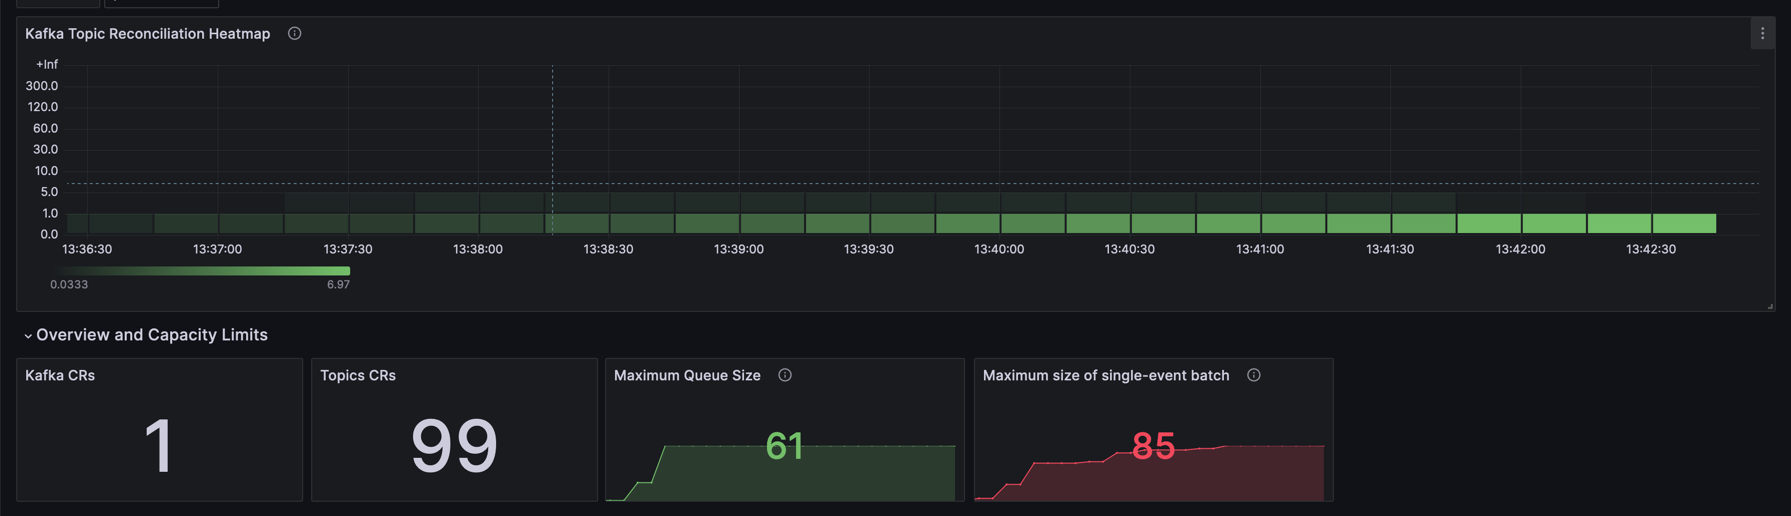 Kafka Topic Reconciliation Heatmap
+Inf
300.0
120.0
60.0
30.0
10.0
5.0
1.0
0.0
13:36:30 13:37:00 13:37:30 13:38:00 13:38:30 13:39:00 13:39:30 13:40:00 13:40:30 13:41:00 13:41:30 13:42:00 13:42:30
0.0333 6.97
Overview and Capacity Limits
Kafka CRs
1
Topics CRs
99
Maximum Queue Size
61
Maximum size of single-event batch
85